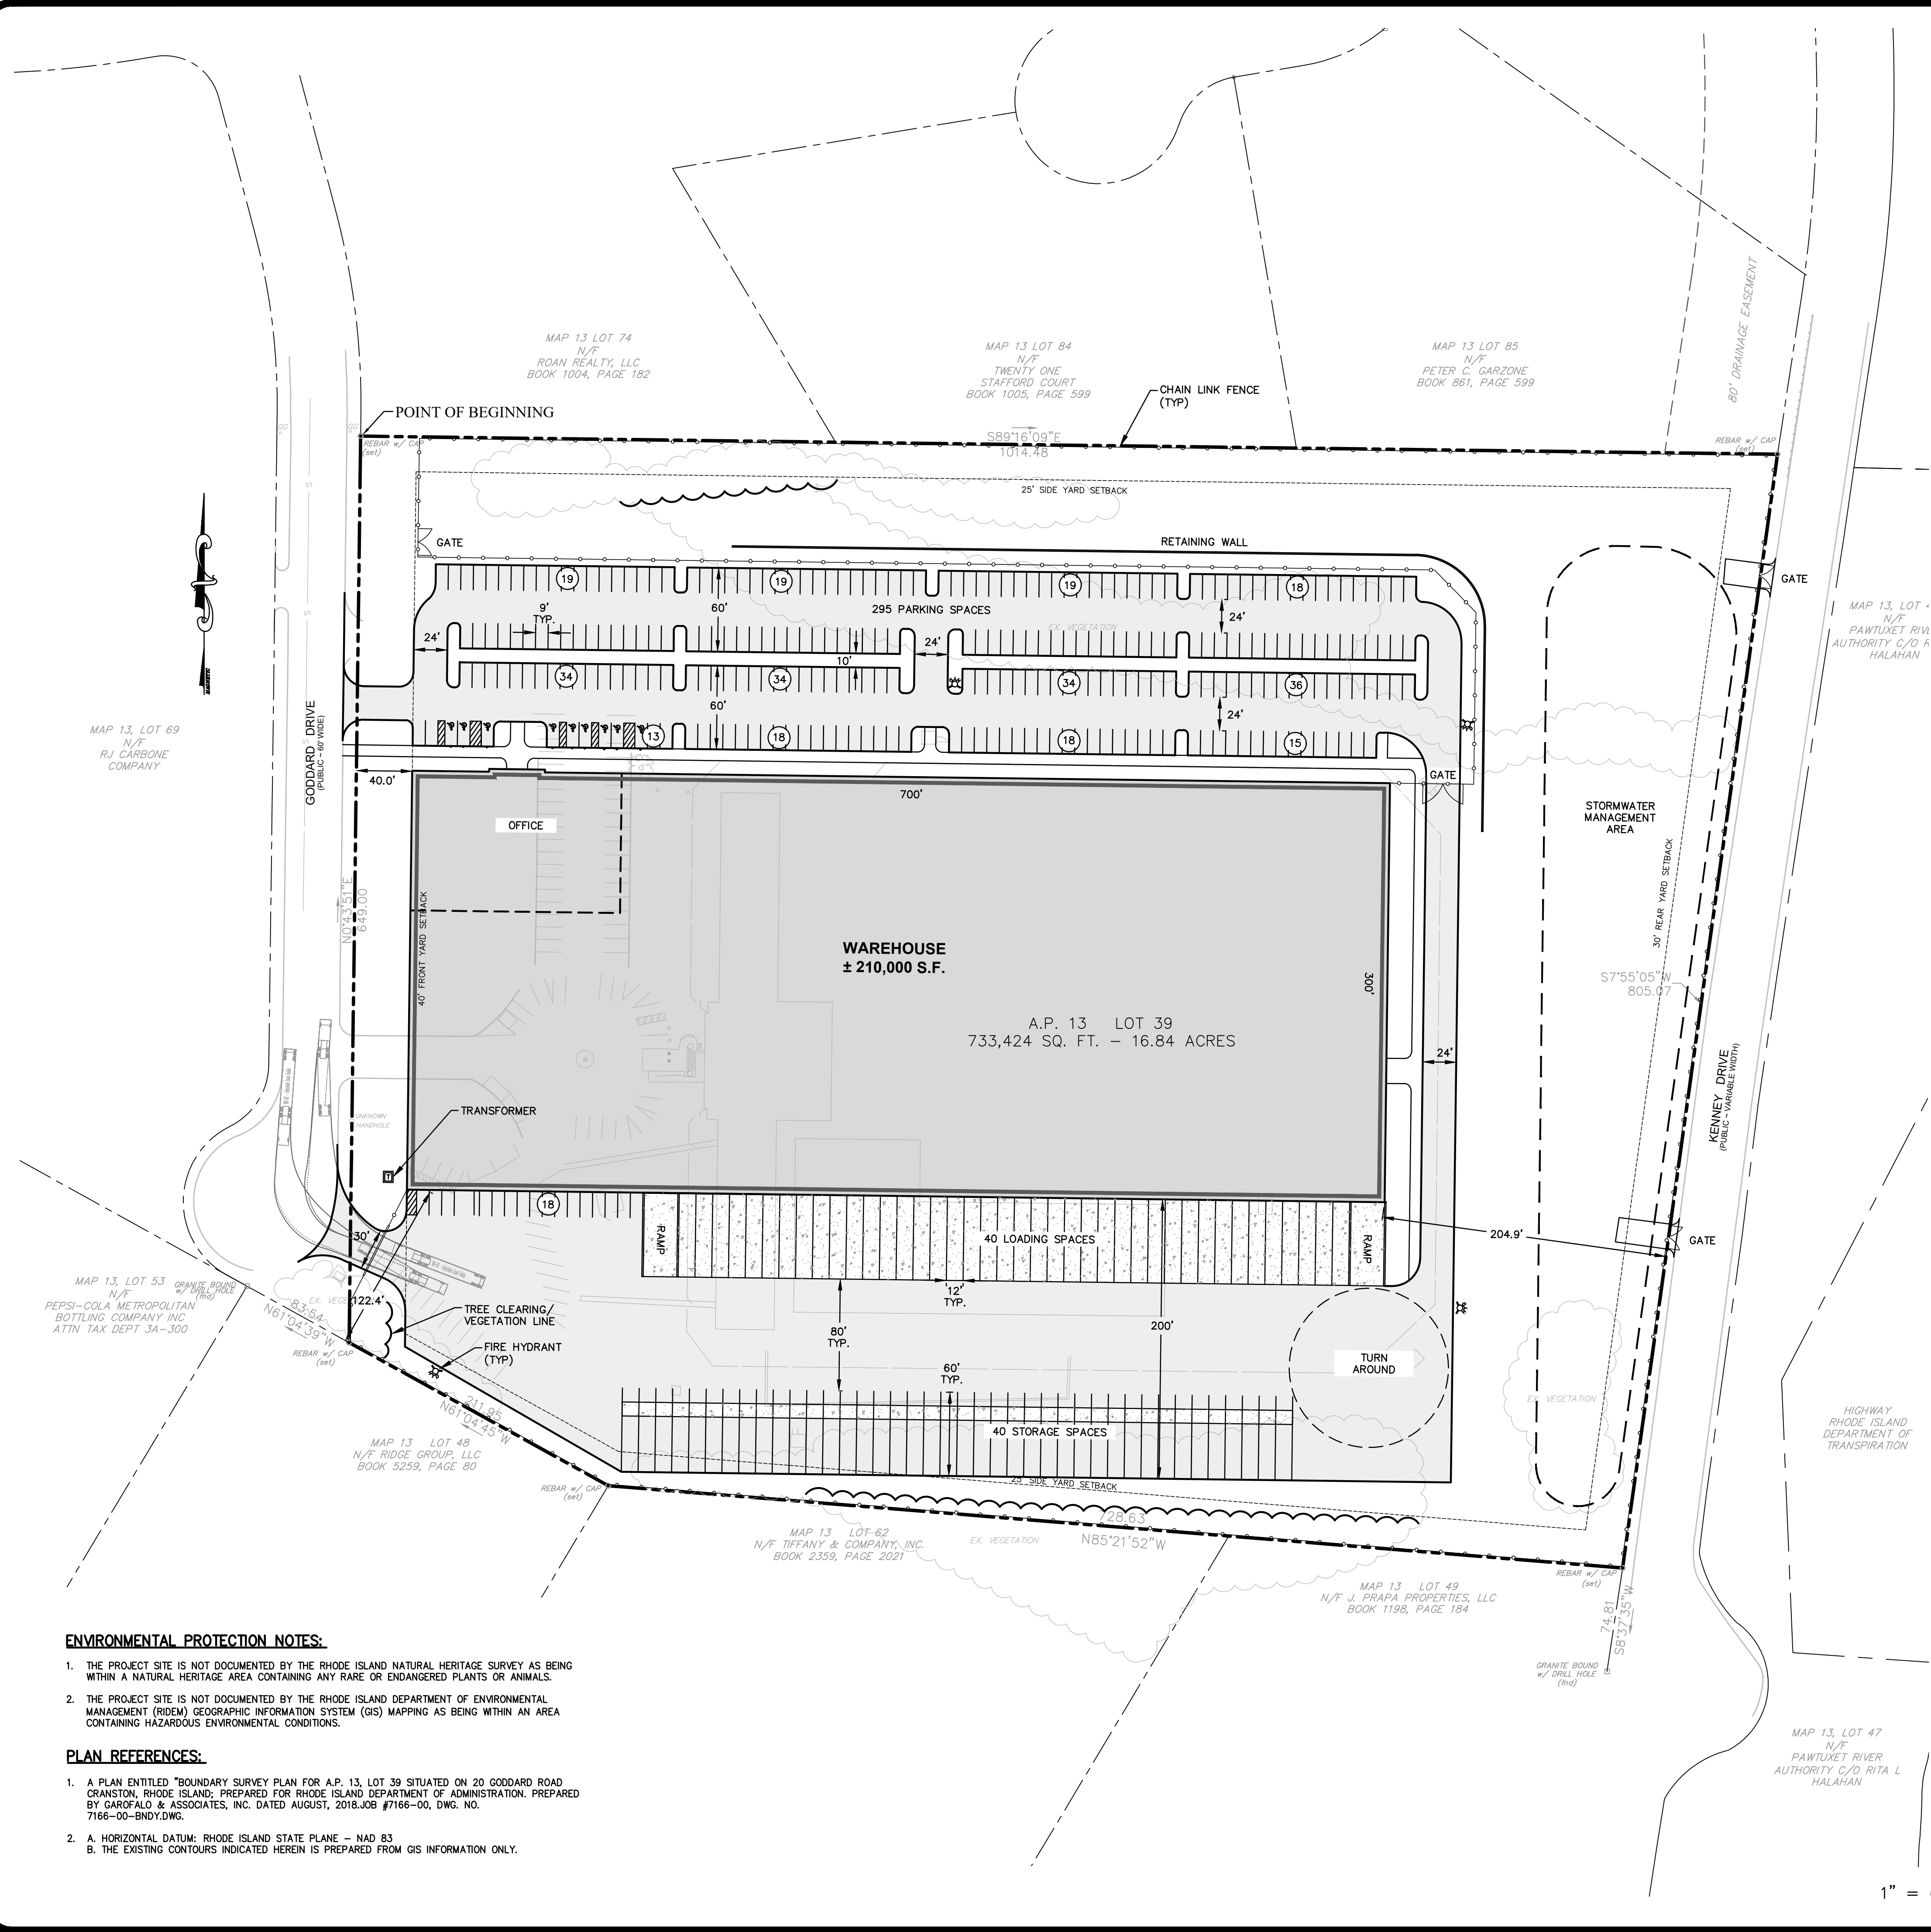 MAP 13 LOT 74
N/F
ROAN REALTY, LLC
BOOK 1004, PAGE 182
MAP 13 LOT 84
N/F
TWENTY ONE
STAFFORD COURT
BOOK 1005, PAGE 599
MAP 13 LOT 85
N/F
PETER C. GARZONE
BOOK 861, PAGE 599
80' DRAINAGE EASEMENT
CHAIN LINK FENCE
(TYP)
POINT OF BEGINNING
REBAR w/ CAP
(set)
S89°16'09"E
1014.48
REBAR w/ CAP
(set)
25' SIDE YARD SETBACK
MAGNETIC
GATE
RETAINING WALL
GATE
19
19
19
18
9'
TYP.
60'
295 PARKING SPACES
24'
EX. VEGETATION
24'
24'
10'
34
34
34
36
60'
24'
13
18
18
15
MAP 13, LOT
N/F
PAWTUXET
AUTHORITY C/O
HALAHAN
MAP 13, LOT 69
N/F
RJ CARBONE
COMPANY
GODDARD DRIVE
(PUBLIC - 60' WIDE)
S
S
S
40.0'
700'
GATE
OFFICE
STORMWATER
MANAGEMENT
AREA
30' REAR YARD SETBACK
N0°43'51"E
649.00
40' FRONT YARD SETBACK
WAREHOUSE
± 210,000 S.F.
300'
S7°55'05"W
805.07
A.P. 13 LOT 39
733,424 SQ. FT. – 16.84 ACRES
24'
KENNEY DRIVE
(PUBLIC ~ VARIABLE WIDTH)
TRANSFORMER
UNKNOWN
HANDHOLE
T
18
RAMP
40 LOADING SPACES
RAMP
204.9'
GATE
30'
MAP 13, LOT 53
N/F
PEPSI–COLA METROPOLITAN
BOTTLING COMPANY INC
ATTN TAX DEPT 3A–300
GRANITE BOUND
w/ DRILL HOLE
(fnd)
EX. VEGETATION
83.54
N61°04'39"W
122.4'
REBAR w/ CAP
(set)
TREE CLEARING/
VEGETATION LINE
FIRE HYDRANT
(TYP)
12'
TYP.
80'
TYP.
200'
60'
TYP.
TURN
AROUND
EX. VEGETATION
211.95
N61°04'45"W
40 STORAGE SPACES
25' SIDE YARD SETBACK
HIGHWAY
RHODE ISLAND
DEPARTMENT OF
TRANSPIRATION
MAP 13 LOT 48
N/F RIDGE GROUP, LLC
BOOK 5259, PAGE 80
REBAR w/ CAP
(set)
728.63
N85°21'52"W
MAP 13 LOT 62
N/F TIFFANY & COMPANY, INC.
BOOK 2359, PAGE 2021
EX. VEGETATION
REBAR w/ CAP
(set)
MAP 13 LOT 49
N/F J. PRAPA PROPERTIES, LLC
BOOK 1198, PAGE 184
74.81
S8°37'35"W
GRANITE BOUND
w/ DRILL HOLE
(fnd)
MAP 13, LOT 47
N/F
PAWTUXET RIVER
AUTHORITY C/O RITA L
HALAHAN
ENVIRONMENTAL PROTECTION NOTES:
1. THE PROJECT SITE IS NOT DOCUMENTED BY THE RHODE ISLAND NATURAL HERITAGE SURVEY AS BEING
WITHIN A NATURAL HERITAGE AREA CONTAINING ANY RARE OR ENDANGERED PLANTS OR ANIMALS.
2. THE PROJECT SITE IS NOT DOCUMENTED BY THE RHODE ISLAND DEPARTMENT OF ENVIRONMENTAL
MANAGEMENT (RIDEM) GEOGRAPHIC INFORMATION SYSTEM (GIS) MAPPING AS BEING WITHIN AN AREA
CONTAINING HAZARDOUS ENVIRONMENTAL CONDITIONS.
PLAN REFERENCES:
1. A PLAN ENTITLED "BOUNDARY SURVEY PLAN FOR A.P. 13, LOT 39 SITUATED ON 20 GODDARD ROAD
CRANSTON, RHODE ISLAND; PREPARED FOR RHODE ISLAND DEPARTMENT OF ADMINISTRATION. PREPARED
BY GAROFALO & ASSOCIATES, INC. DATED AUGUST, 2018.JOB #7166–00, DWG. NO.
7166–00–BNDY.DWG.
2. A. HORIZONTAL DATUM: RHODE ISLAND STATE PLANE – NAD 83
B. THE EXISTING CONTOURS INDICATED HEREIN IS PREPARED FROM GIS INFORMATION ONLY.
1" =